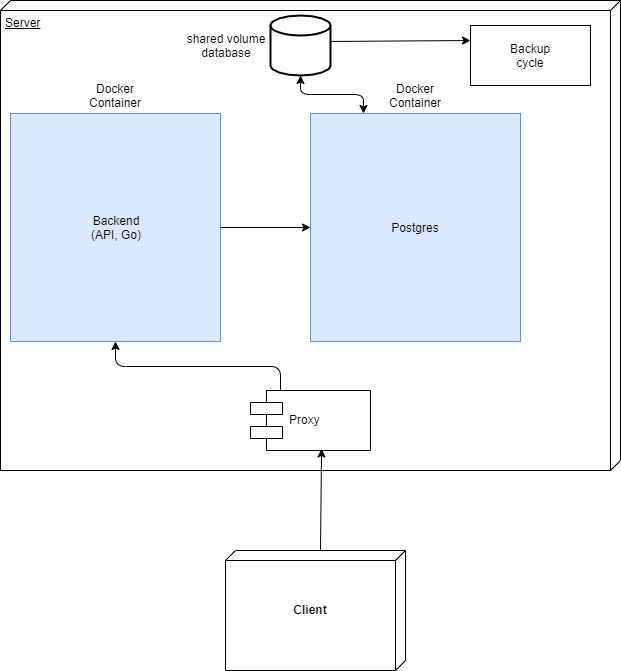 Server
shared volume
database
Backup
cycle
Docker
Container
Docker
Container
Backend
(API, Go)
Postgres
Proxy
Client